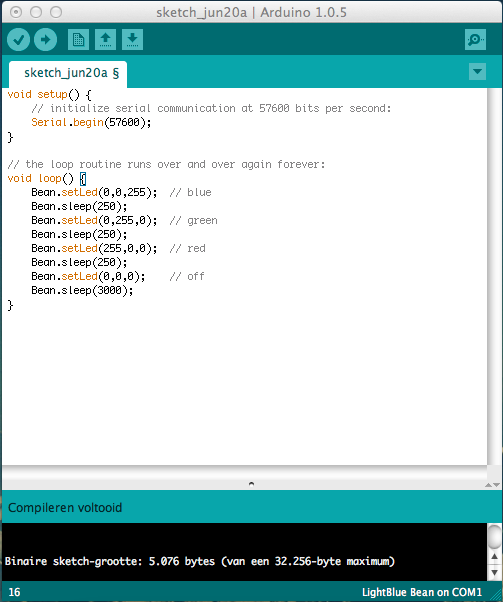 sketch_jun20a | Arduino 1.0.5
sketch_jun20a §
void setup() {
    // initialize serial communication at 57600 bits per second:
    Serial.begin(57600);
}

// the loop routine runs over and over again forever:
void loop() {
    Bean.setLed(0,0,255);  // blue
    Bean.sleep(250);
    Bean.setLed(0,255,0);  // green
    Bean.sleep(250);
    Bean.setLed(255,0,0);  // red
    Bean.sleep(250);
    Bean.setLed(0,0,0);    // off
    Bean.sleep(3000);
}
Compileren voltooid
Binaire sketch-grootte: 5.076 bytes (van een 32.256-byte maximum)
16 LightBlue Bean on COM1